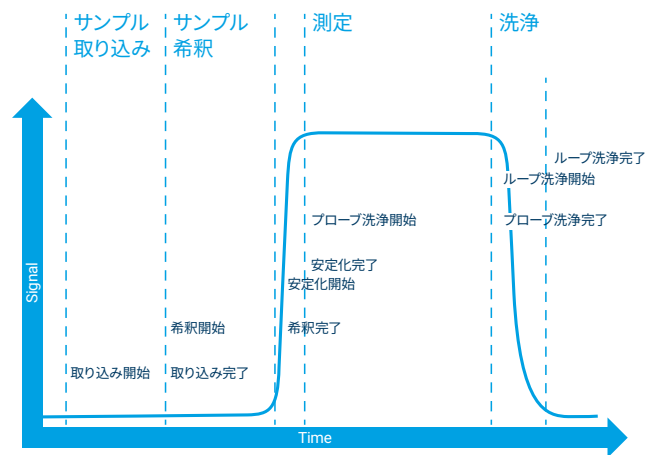 サンプル
取り込み
サンプル
希釈
測定
洗浄
ループ洗浄完了
ループ洗浄開始
プローブ洗浄開始
プローブ洗浄完了
安定化完了
安定化開始
希釈開始
希釈完了
取り込み開始
取り込み完了
Signal
Time